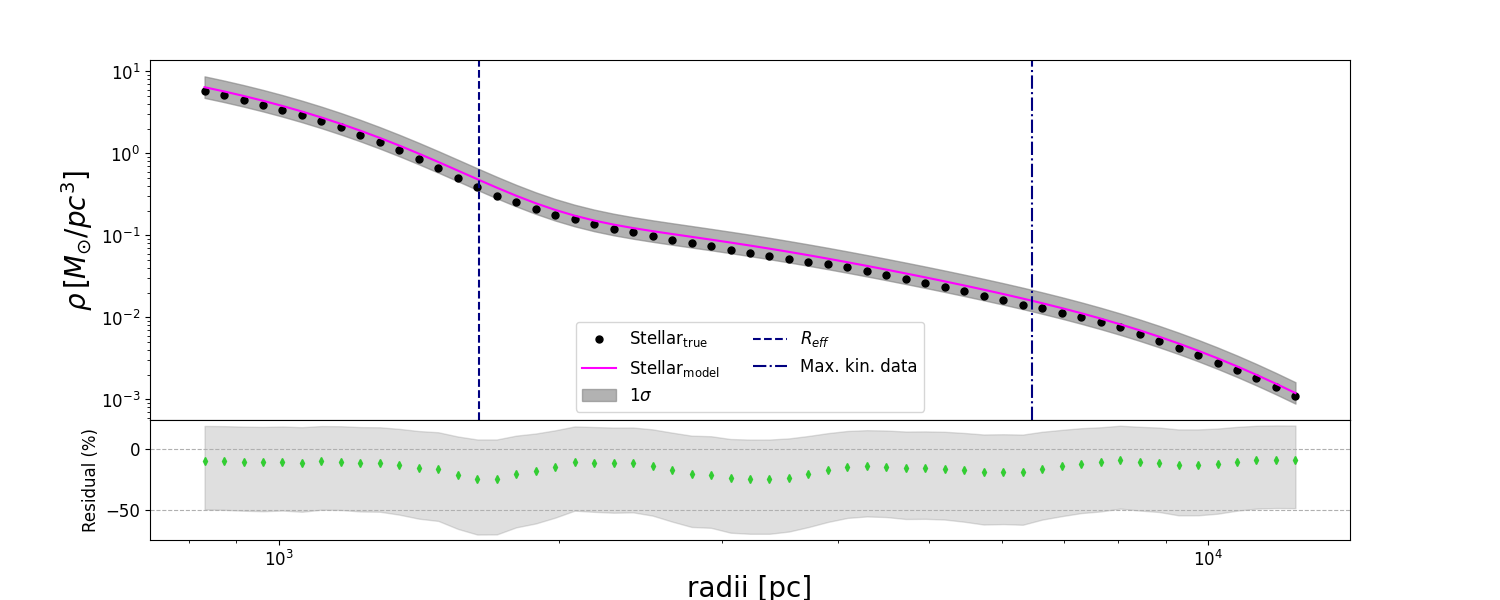 10¹
10⁰
10⁻¹
10⁻²
10⁻³
ρ [M⊙/pc³]
Stellar_true
Stellar_model
1σ
R_eff
Max. kin. data
0
−50
Residual (%)
10³
10⁴
radii [pc]